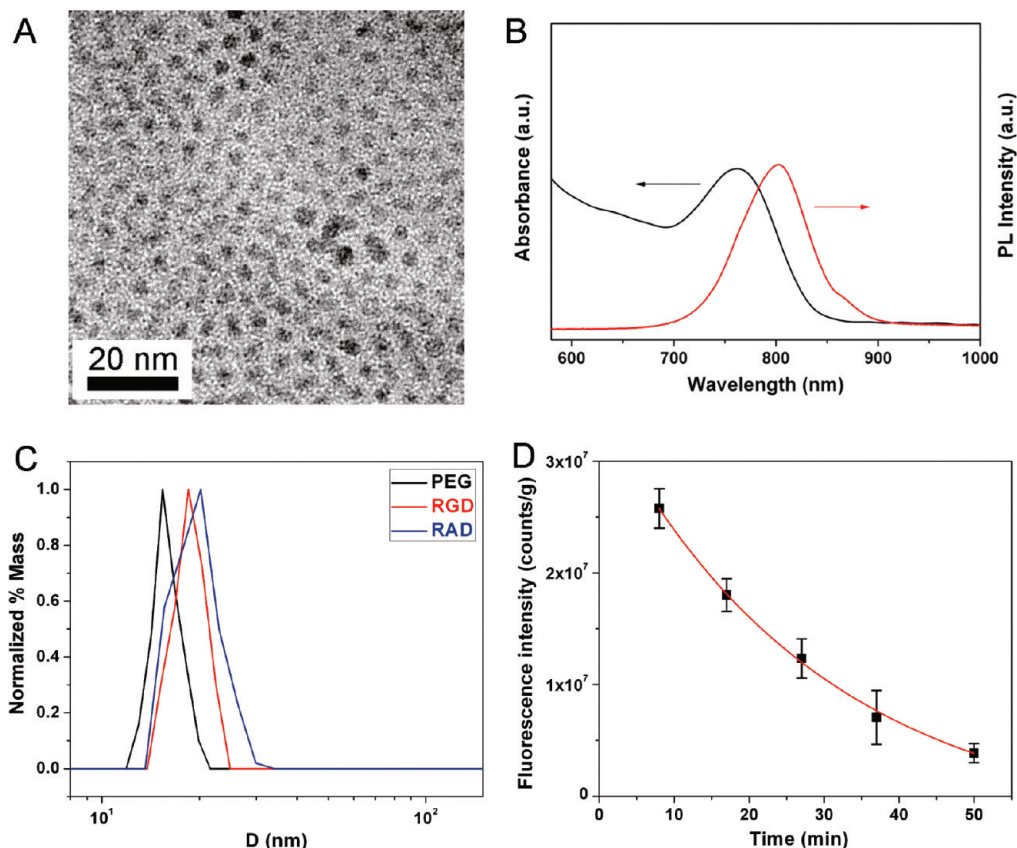 A
20 nm
B
Absorbance (a.u.)
PL Intensity (a.u.)
600 700 800 900 1000
Wavelength (nm)
C
PEG
RGD
RAD
Normalized % Mass
1.0
0.8
0.6
0.4
0.2
0.0
10¹ 10²
D (nm)
D
Fluorescence intensity (counts/g)
3x10⁷
2x10⁷
1x10⁷
0
0 10 20 30 40 50 60
Time (min)